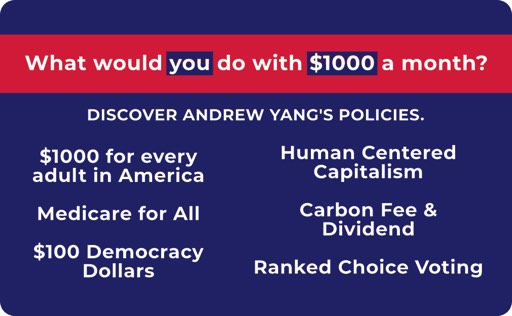 What would you do with $1000 a month?
DISCOVER ANDREW YANG'S POLICIES.
$1000 for every
adult in America
Medicare for All
$100 Democracy
Dollars
Human Centered
Capitalism
Carbon Fee &
Dividend
Ranked Choice Voting